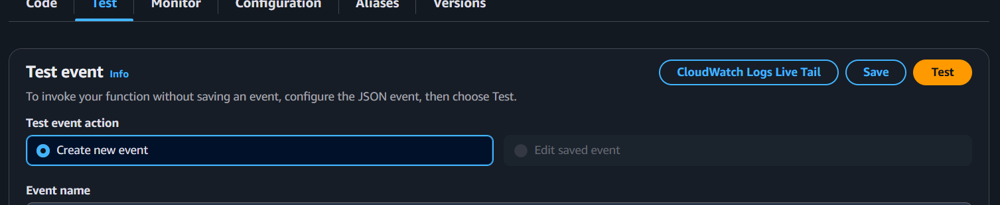 Code Test Monitor Configuration Aliases Versions
Test event Info CloudWatch Logs Live Tail Save Test
To invoke your function without saving an event, configure the JSON event, then choose Test.
Test event action
Create new event Edit saved event
Event name